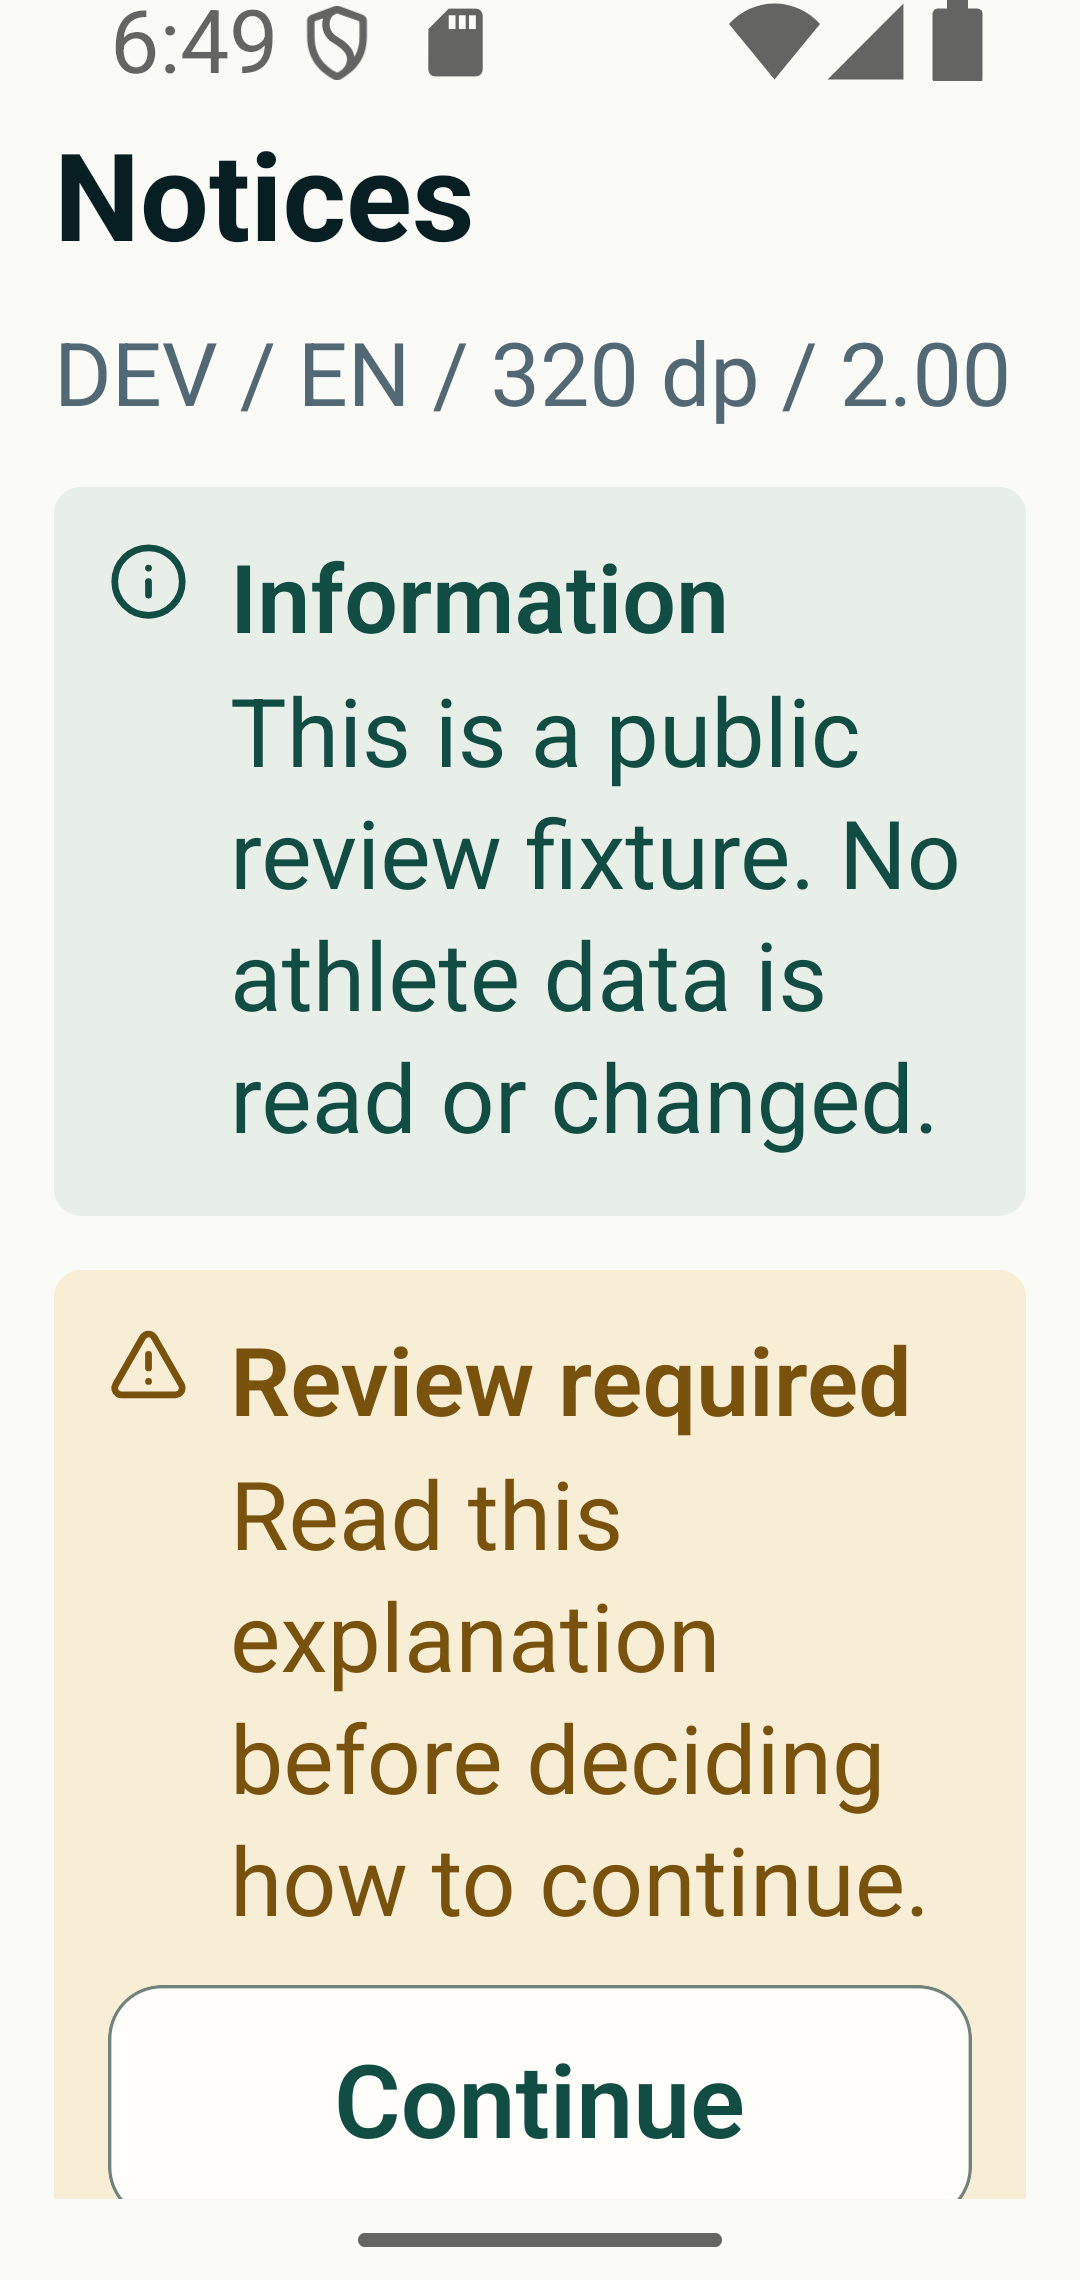 6:49
Notices
DEV / EN / 320 dp / 2.00
Information
This is a public
review fixture. No
athlete data is
read or changed.
Review required
Read this
explanation
before deciding
how to continue.
Continue